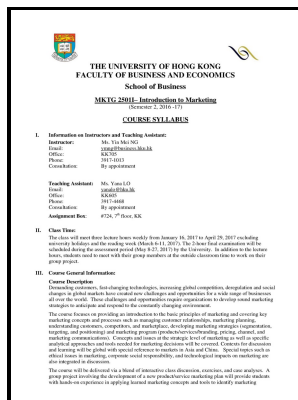 THE UNIVERSITY OF HONG KONG
FACULTY OF BUSINESS AND ECONOMICS
School of Business
MKTG 2501I– Introduction to Marketing
(Semester 2, 2016 -17)
COURSE SYLLABUS
I. Information on Instructors and Teaching Assistant:
Instructor: Ms. Yin Mei NG
Email: ymng@business.hku.hk
Office: KK705
Phone: 3917-1013
Consultation: By appointment
Teaching Assistant: Ms. Yana LO
Email: yanalo@hku.hk
Office: KK605
Phone: 3917-4468
Consultation: By appointment
Assignment Box: #724, 7th floor, KK
II. Class Time:
The class will meet three lecture hours weekly from January 16, 2017 to April 29, 2017 excluding
university holidays and the reading week (March 6-11, 2017). The 2-hour final examination will be
scheduled during the assessment period (May 8-27, 2017) by the University. In addition to the lecture
hours, students need to meet with their group members at the outside classroom time to work on their
group project.
III. Course General Information:
Course Description
Demanding customers, fast-changing technologies, increasing global competition, deregulation and social
changes in global markets have created new challenges and opportunities for a wide range of businesses
all over the world. These challenges and opportunities require organizations to develop sound marketing
strategies to anticipate and respond to the constantly changing environment.
The course focuses on providing an introduction to the basic principles of marketing and covering key
marketing concepts and processes such as managing customer relationships, marketing planning,
understanding customers, competitors, and marketplace, developing marketing strategies (segmentation,
targeting, and positioning) and marketing program (products/services/branding, pricing, channel, and
marketing communications). Concepts and issues at the strategic level of marketing as well as specific
analytical approaches and tools needed for marketing decisions will be covered. Contexts for discussion
and learning will be global with special reference to markets in Asia and China. Special topics such as
ethical issues in marketing, corporate social responsibility, and technological impacts on marketing are
also integrated in discussion.
The course will be delivered via a blend of interactive class discussion, exercises, and case analyses. A
group project involving the development of a new product/service marketing plan will provide students
with hands-on experience in applying learned marketing concepts and tools to identify marketing